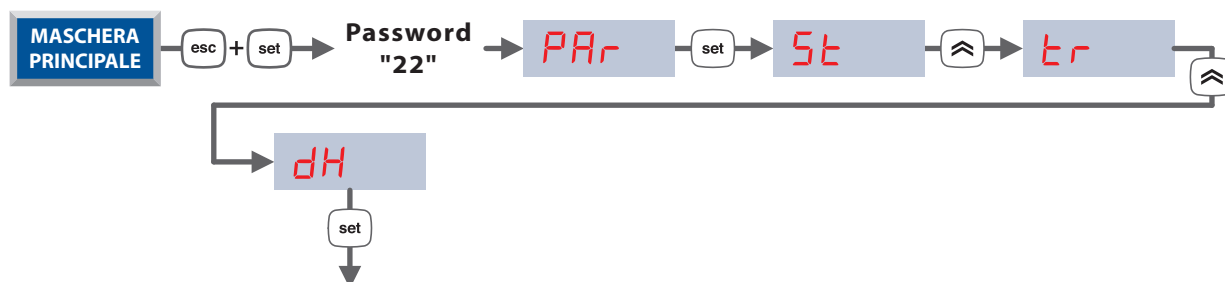 MASCHERA
PRINCIPALE
esc + set
Password
"22"
PAr
set
St
tr
dH
set